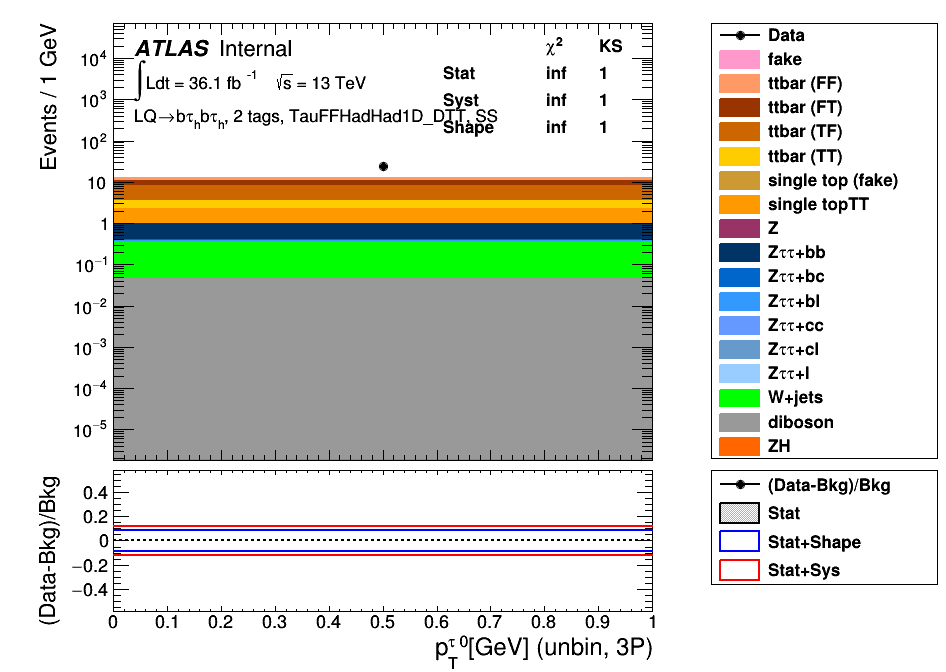 Events / 1 GeV
ATLAS Internal
∫Ldt = 36.1 fb⁻¹ √s = 13 TeV
LQ→bτ_h bτ_h, 2 tags, TauFFHadHad1D_DTT, SS
χ² KS
Stat inf 1
Syst inf 1
Shape inf 1
10⁴
10³
10²
10
1
10⁻¹
10⁻²
10⁻³
10⁻⁴
10⁻⁵
Data
fake
ttbar (FF)
ttbar (FT)
ttbar (TF)
ttbar (TT)
single top (fake)
single topTT
Z
Zττ+bb
Zττ+bc
Zττ+bl
Zττ+cc
Zττ+cl
Zττ+l
W+jets
diboson
ZH
(Data-Bkg)/Bkg
0.4
0.2
0
−0.2
−0.4
0 0.1 0.2 0.3 0.4 0.5 0.6 0.7 0.8 0.9 1
p_T^τ0[GeV] (unbin, 3P)
(Data-Bkg)/Bkg
Stat
Stat+Shape
Stat+Sys